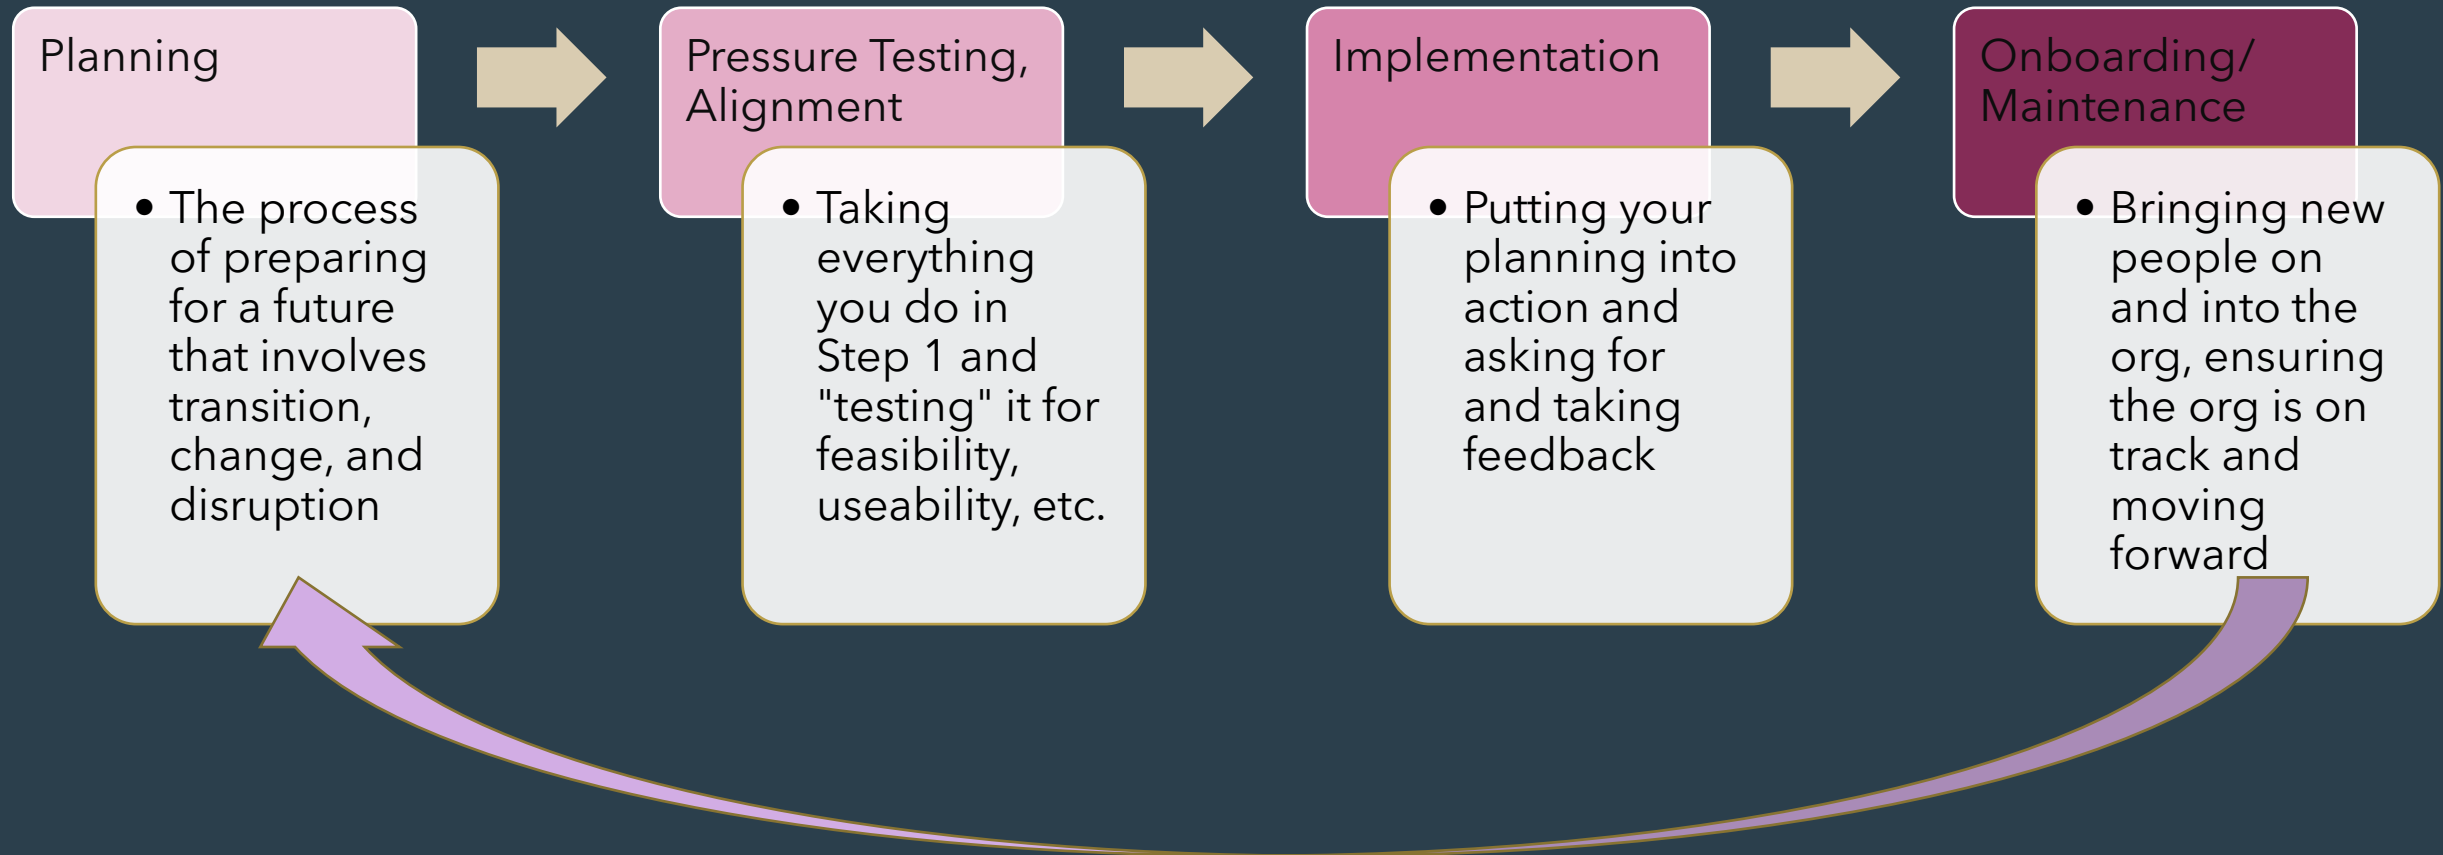 Planning
• The process
of preparing
for a future
that involves
transition,
change, and
disruption
Pressure Testing,
Alignment
• Taking
everything
you do in
Step 1 and
"testing" it for
feasibility,
useability, etc.
Implementation
• Putting your
planning into
action and
asking for
and taking
feedback
Onboarding/
Maintenance
• Bringing new
people on
and into the
org, ensuring
the org is on
track and
moving
forward